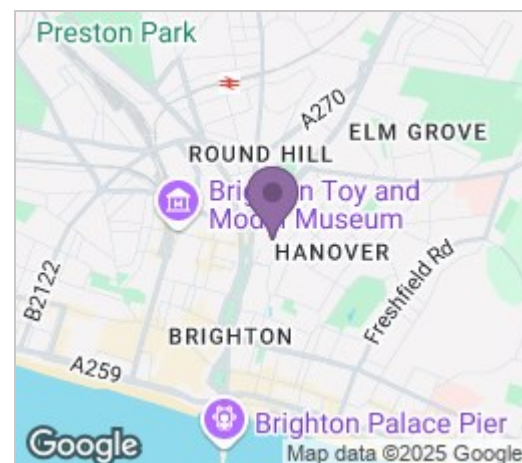 Preston Park
A270
ELM GROVE
ROUND HILL
Brighton Toy and
Model Museum
HANOVER
Freshfield Rd
B2122
BRIGHTON
A259
Brighton Palace Pier
Google
Map data ©2025 Google